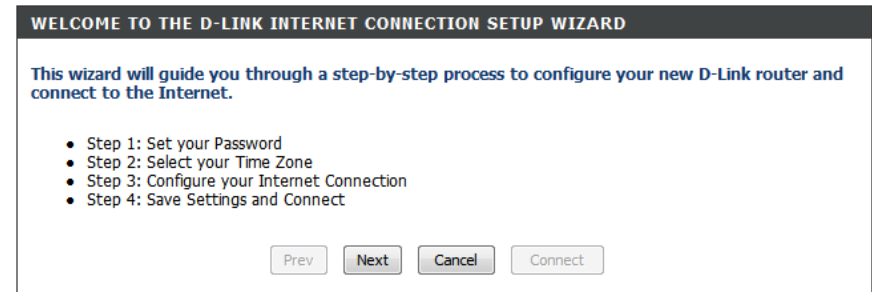 WELCOME TO THE D-LINK INTERNET CONNECTION SETUP WIZARD
This wizard will guide you through a step-by-step process to configure your new D-Link router and
connect to the Internet.
• Step 1: Set your Password
• Step 2: Select your Time Zone
• Step 3: Configure your Internet Connection
• Step 4: Save Settings and Connect
Prev Next Cancel Connect